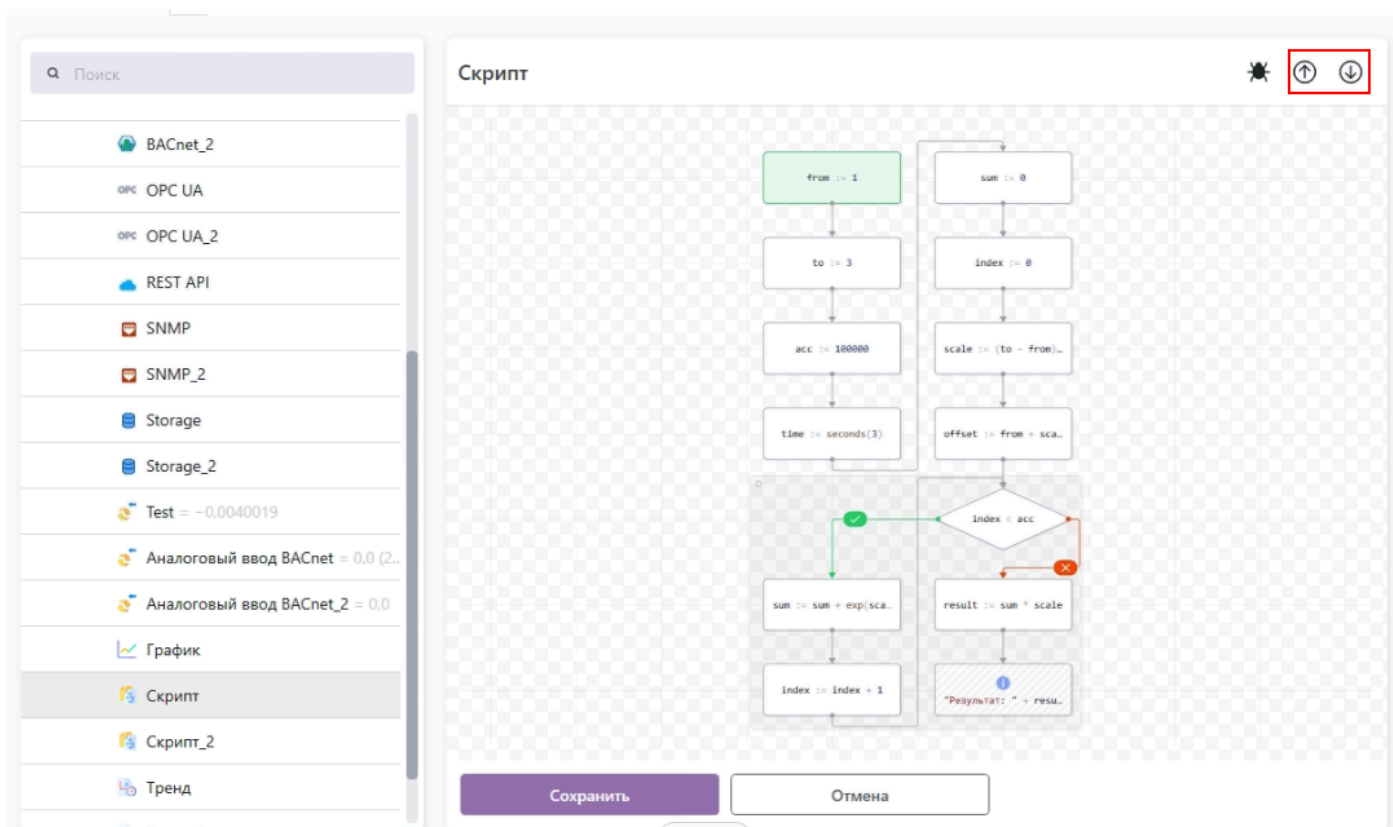 Поиск
BACnet_2
OPC OPC UA
OPC OPC UA_2
REST API
SNMP
SNMP_2
Storage
Storage_2
Test = −0,0040019
Аналоговый ввод BACnet = 0,0 (2...
Аналоговый ввод BACnet_2 = 0,0
График
Скрипт
Скрипт_2
Тренд
Скрипт
from := 1
to := 3
acc := 100000
time := seconds(3)
sum := 0
index := 0
scale := (to - from)…
offset := from + sca…
index < acc
sum := sum + exp(sca…
index := index + 1
result := sum * scale
"Результат: " + resu…
Сохранить
Отмена